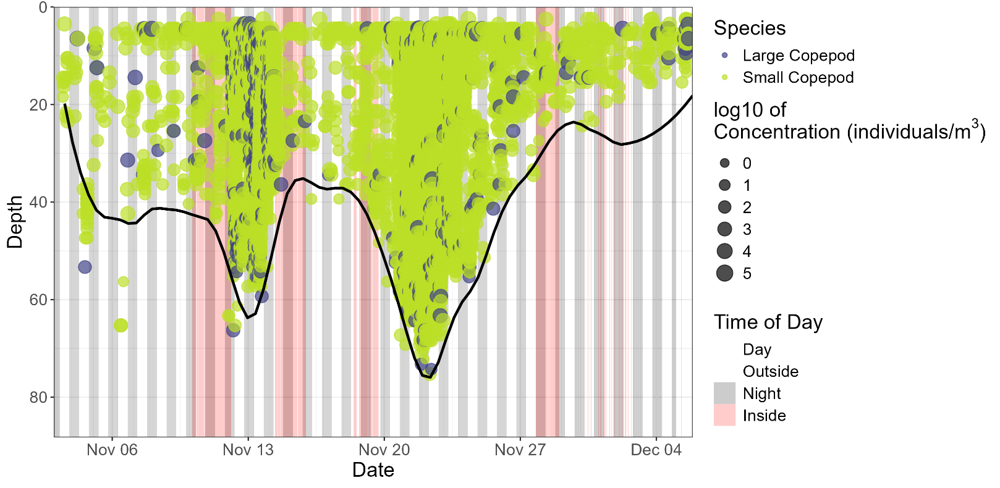 0
20
40
60
80
Depth
Nov 06
Nov 13
Nov 20
Nov 27
Dec 04
Date
Species
Large Copepod
Small Copepod
log10 of
Concentration (individuals/m³)
0
1
2
3
4
5
Time of Day
Day
Outside
Night
Inside